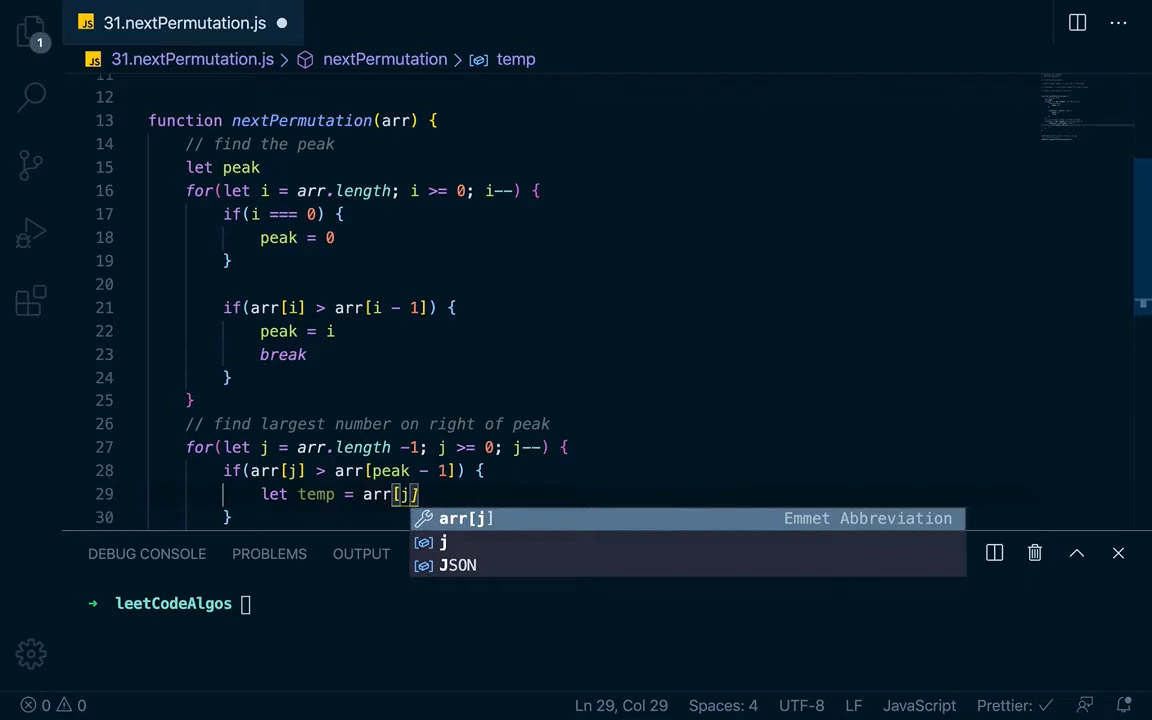 JS 31.nextPermutation.js
1
JS 31.nextPermutation.js > nextPermutation > temp
11
12
13 function nextPermutation(arr) {
14 // find the peak
15 let peak
16 for(let i = arr.length; i >= 0; i--) {
17 if(i === 0) {
18 peak = 0
19 }
20
21 if(arr[i] > arr[i - 1]) {
22 peak = i
23 break
24 }
25 }
26 // find largest number on right of peak
27 for(let j = arr.length -1; j >= 0; j--) {
28 if(arr[j] > arr[peak - 1]) {
29 let temp = arr[j]
30 }
arr[j] Emmet Abbreviation
j
JSON
DEBUG CONSOLE PROBLEMS OUTPUT
➜ leetCodeAlgos
0 0 Ln 29, Col 29 Spaces: 4 UTF-8 LF JavaScript Prettier: ✓